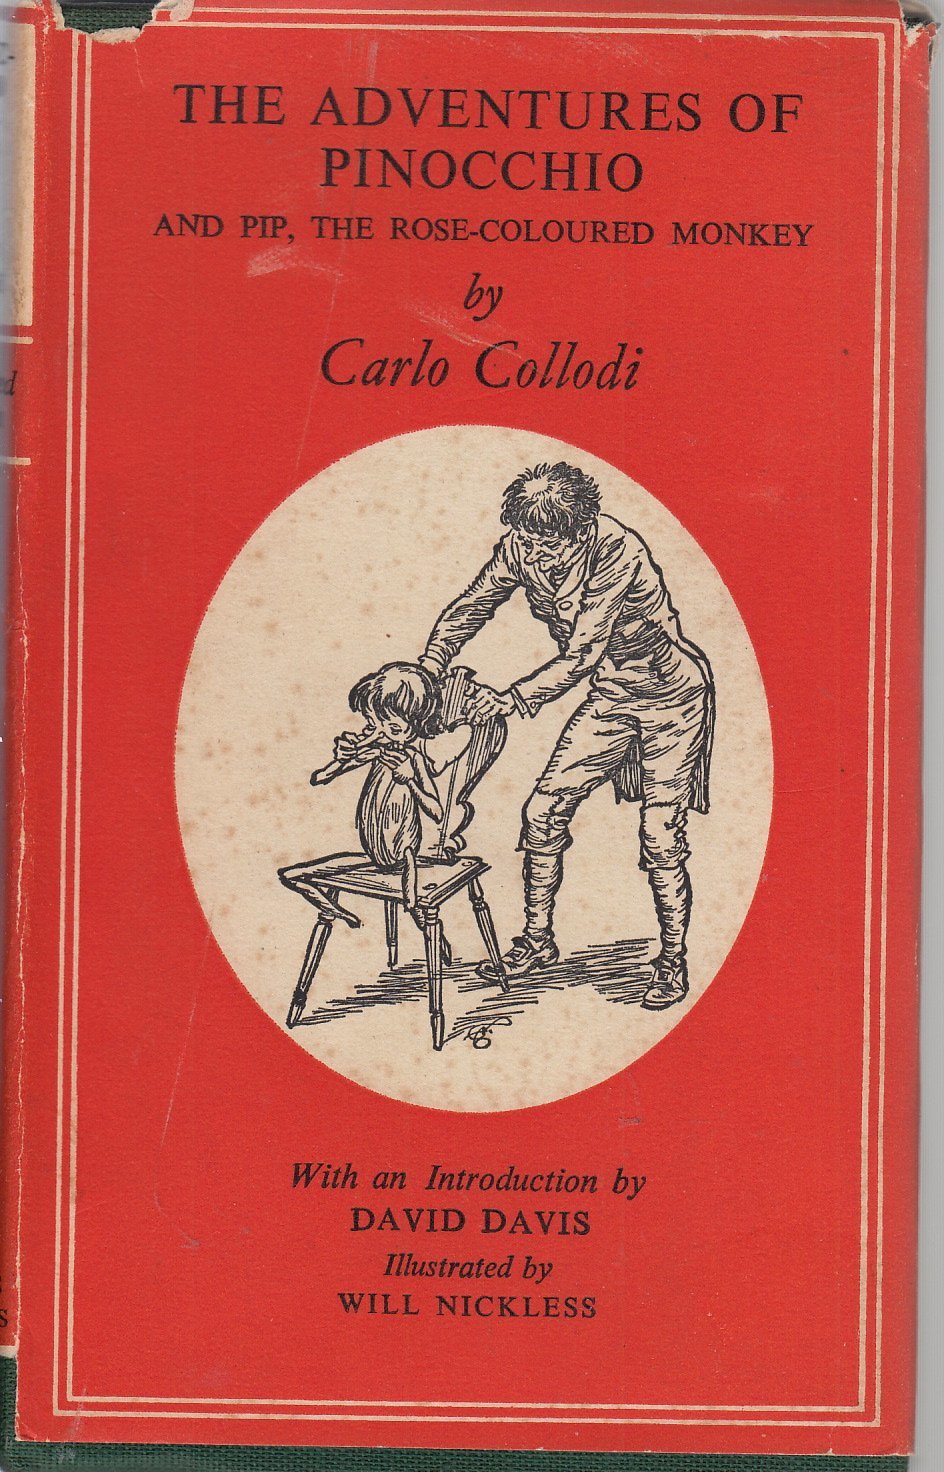 THE ADVENTURES OF
PINOCCHIO
AND PIP, THE ROSE-COLOURED MONKEY
by
Carlo Collodi
With an Introduction by
DAVID DAVIS
Illustrated by
WILL NICKLESS